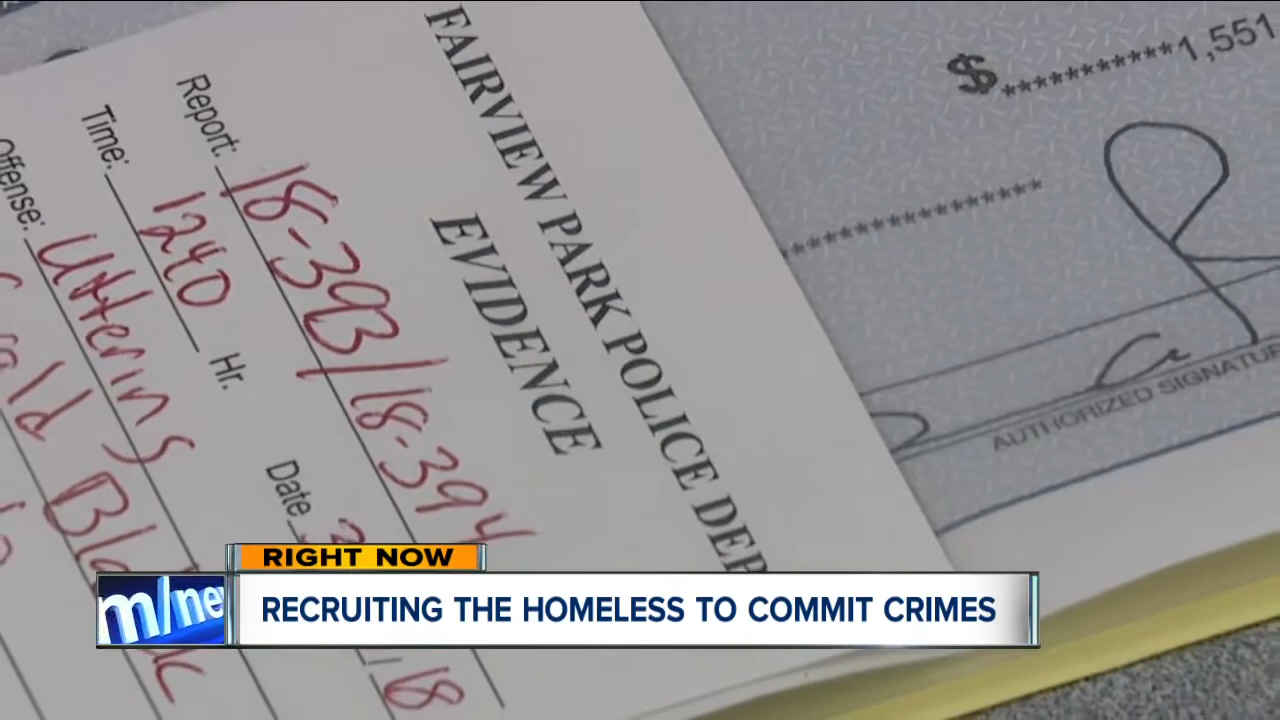 FAIRVIEW PARK POLICE DEP
EVIDENCE
Report: 18-393/18-394
Time: 1240 Hr. Date
18
Offense: Uttering
$***********1,551
AUTHORIZED SIGNATU
RIGHT NOW
m/ne
RECRUITING THE HOMELESS TO COMMIT CRIMES